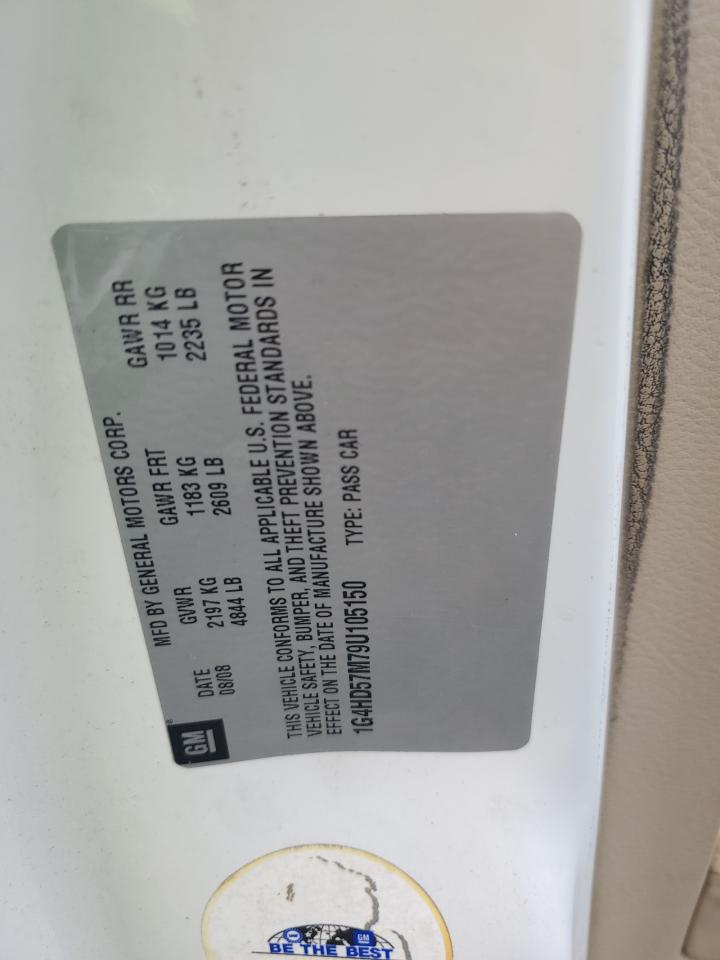 GM
MFD BY GENERAL MOTORS CORP.
DATE GVWR GAWR FRT GAWR RR
08/08 2197 KG 1183 KG 1014 KG
4844 LB 2609 LB 2235 LB
THIS VEHICLE CONFORMS TO ALL APPLICABLE U.S. FEDERAL MOTOR
VEHICLE SAFETY, BUMPER, AND THEFT PREVENTION STANDARDS IN
EFFECT ON THE DATE OF MANUFACTURE SHOWN ABOVE.
1G4HD57M79U105150 TYPE: PASS CAR
GM
BE THE BEST